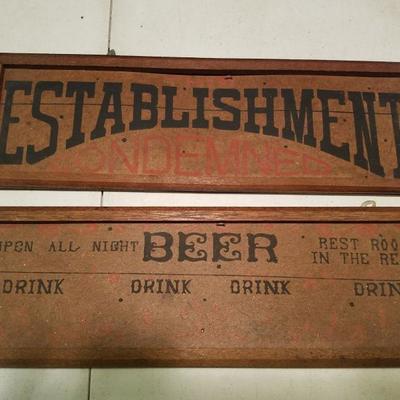 ESTABLISHMENT
CONDEMNED
OPEN ALL NIGHT BEER REST ROO
IN THE RE
DRINK DRINK DRINK DRIN